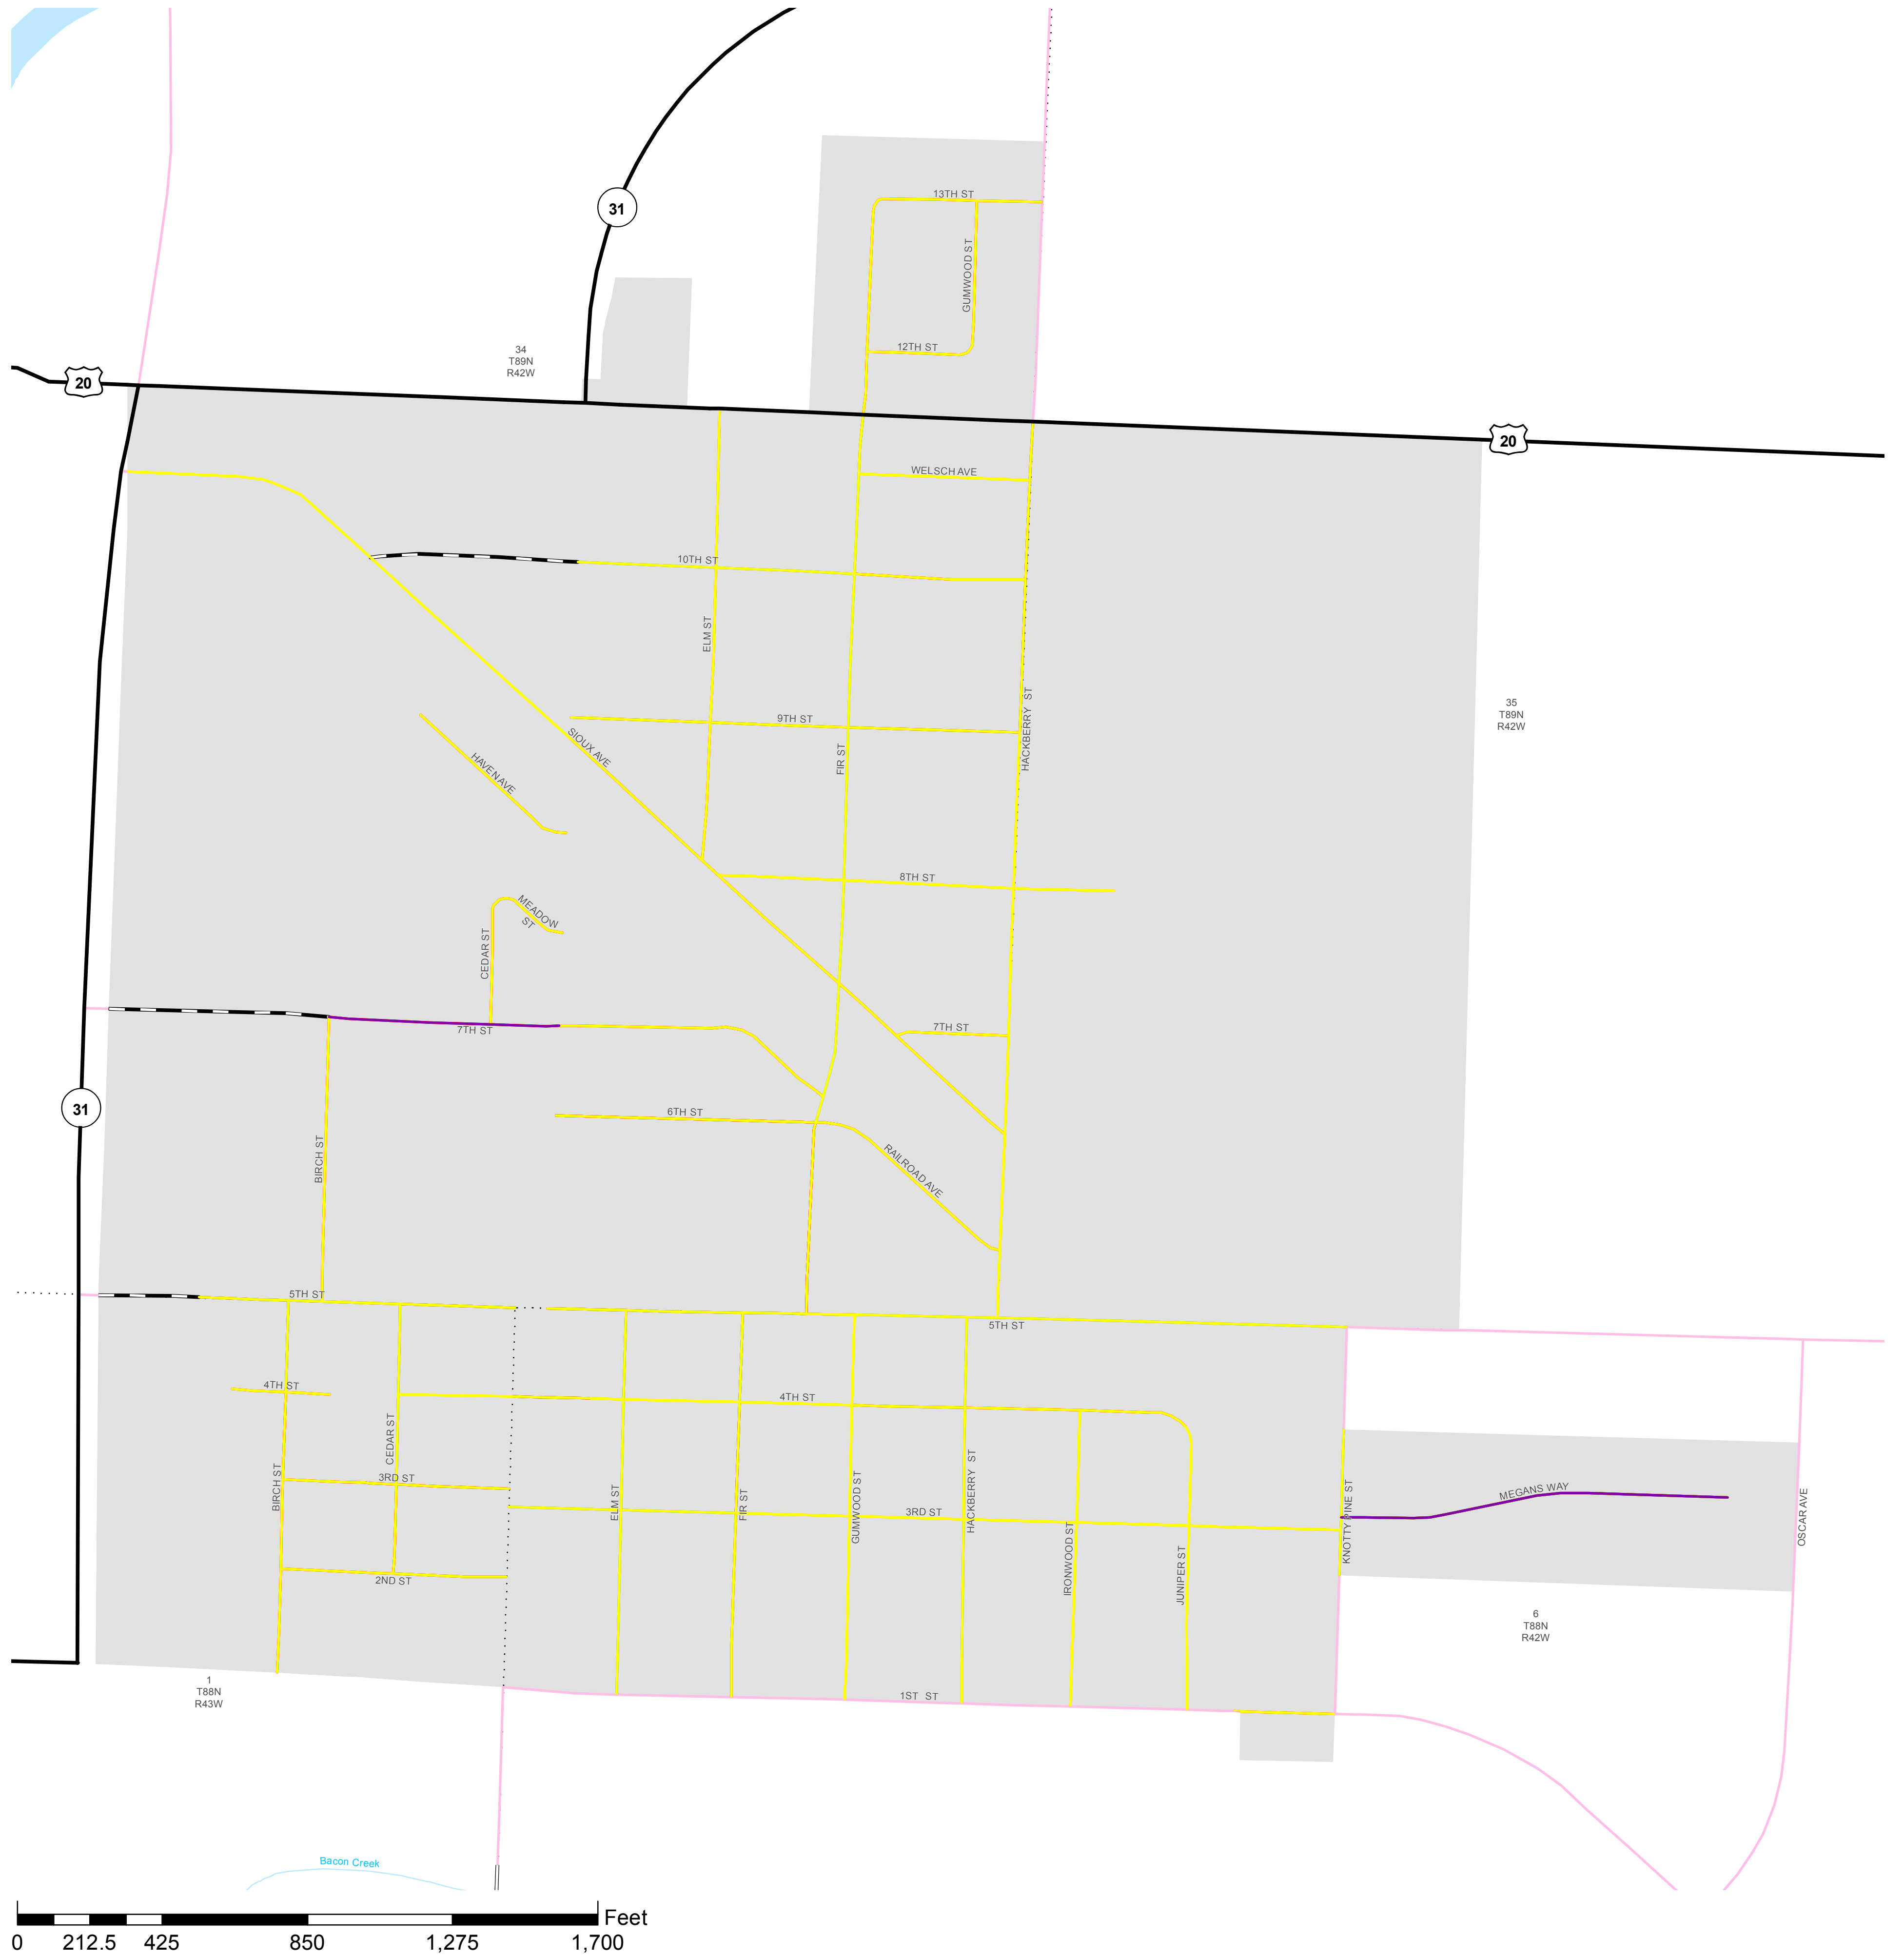 13TH ST
31
GUMWOOD ST
12TH ST
34
T89N
R42W
20
20
WELSCH AVE
10TH ST
ELM ST
35
T89N
R42W
HACKBERRY ST
9TH ST
SIOUX AVE
FIR ST
HAVEN AVE
8TH ST
MEADOW
ST
CEDAR ST
7TH ST
7TH ST
31
6TH ST
BIRCH ST
RAILROAD AVE
5TH ST
5TH ST
4TH ST
4TH ST
CEDAR ST
3RD ST
BIRCH ST
ELM ST
FIR ST
GUMWOOD ST
3RD ST
HACKBERRY ST
IRONWOOD ST
JUNIPER ST
KNOTTY PINE ST
MEGANS WAY
OSCAR AVE
2ND ST
6
T88N
R42W
1
T88N
R43W
1ST ST
Bacon Creek
Feet
0 212.5 425 850 1,275 1,700